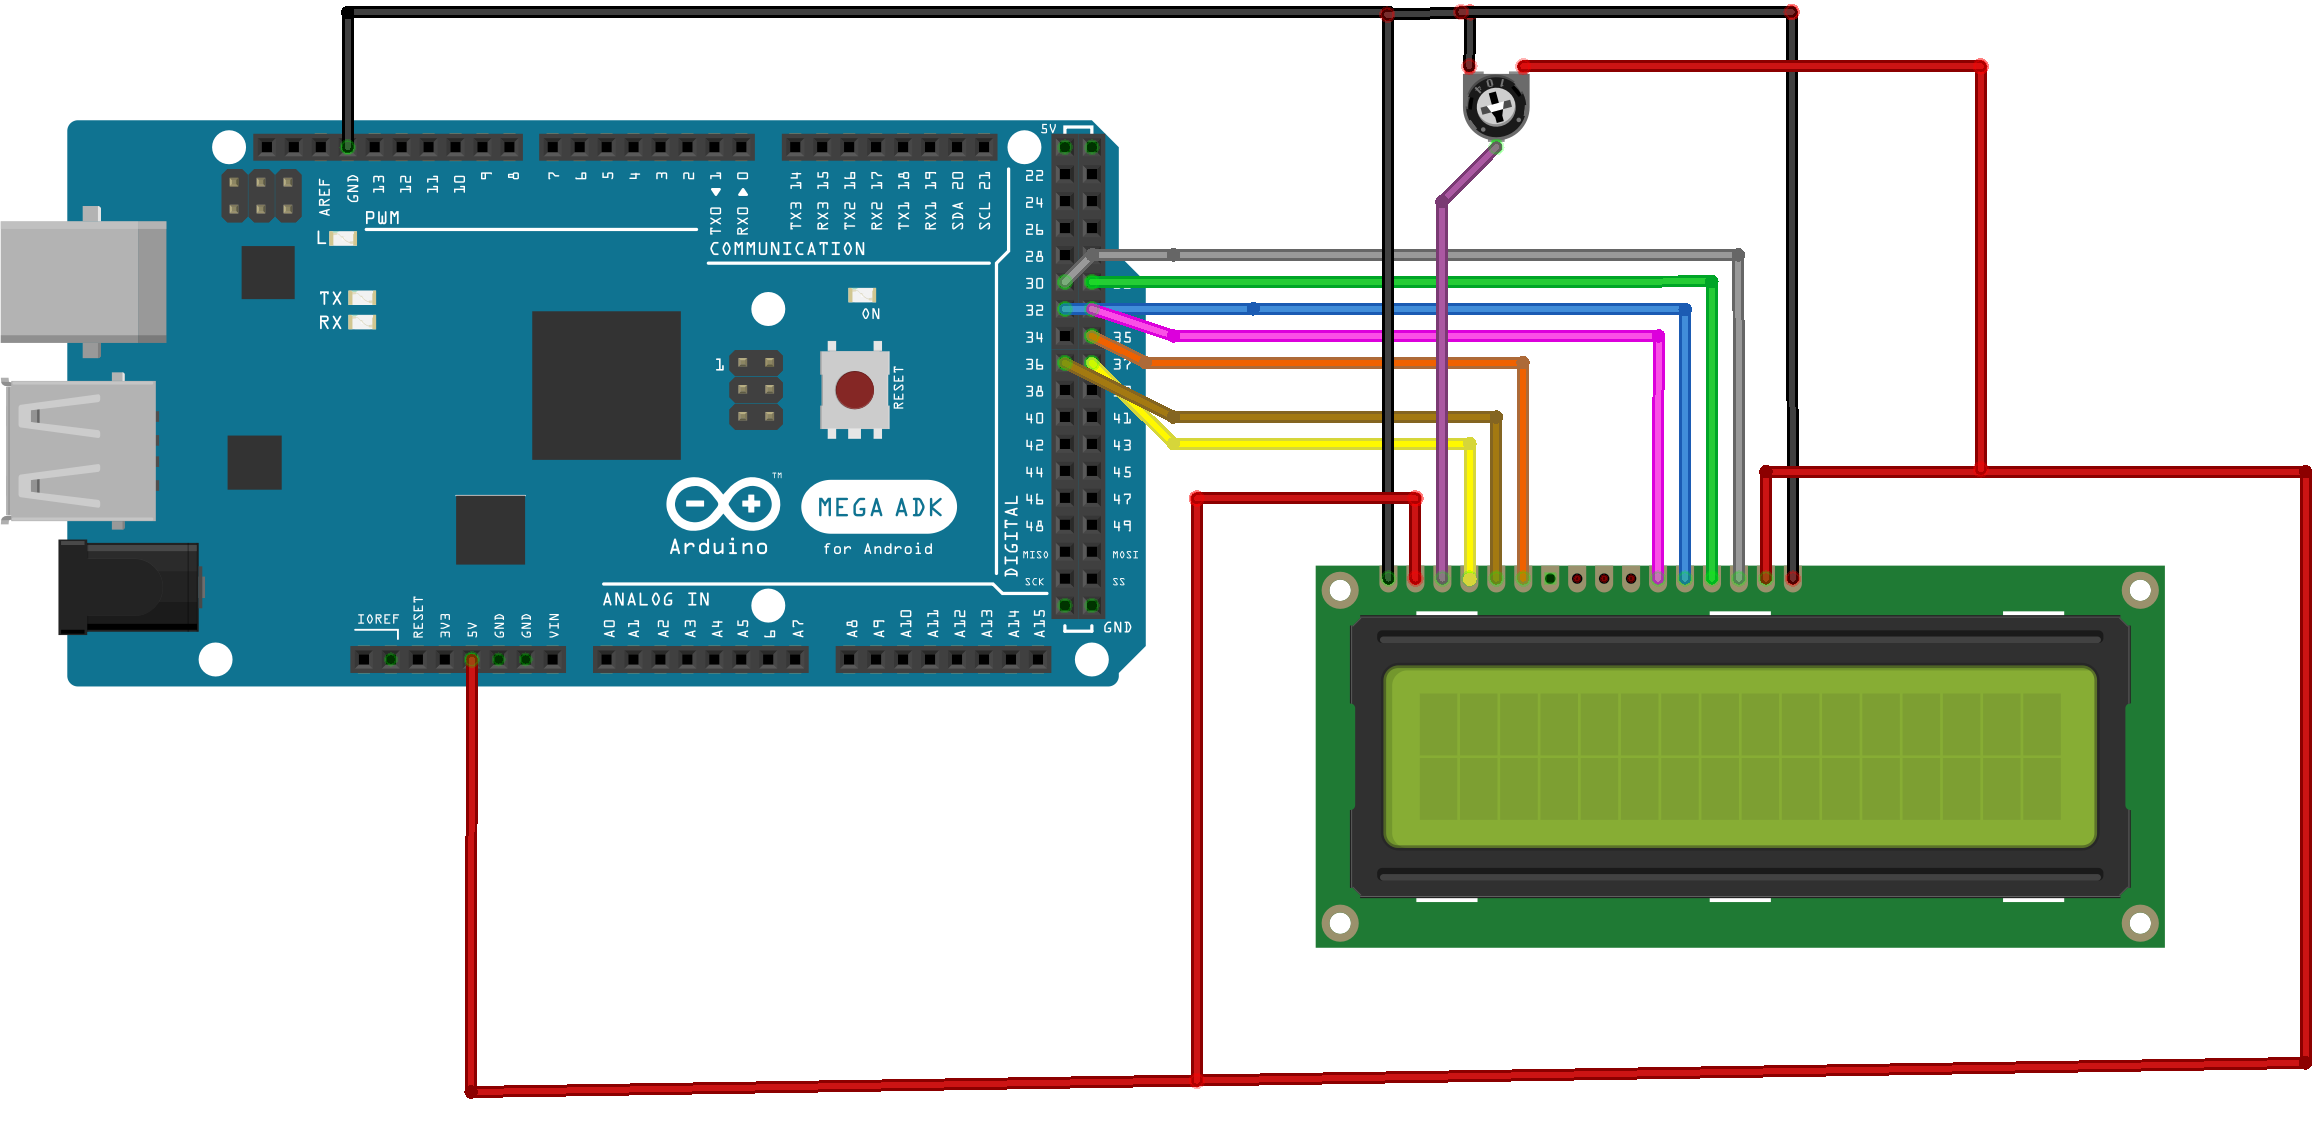 104
5V
AREF
GND
13
12
11
10
9
8
7
6
5
4
3
2
TX0 ◀ 1
RX0 ▶ 0
TX3 14
RX3 15
TX2 16
RX2 17
TX1 18
RX1 19
SDA 20
SCL 21
PWM
L
COMMUNICATION
TX
RX
ON
1
RESET
22
24
26
28
30
32
34 35
36 37
38
40 41
42 43
44 45
46 47
48 49
MISO MOSI
SCK SS
DIGITAL
GND
TM
Arduino
MEGA ADK
for Android
ANALOG IN
IOREF
RESET
3V3
5V
GND
GND
VIN
A0
A1
A2
A3
A4
A5
6
A7
A8
A9
A10
A11
A12
A13
A14
A15